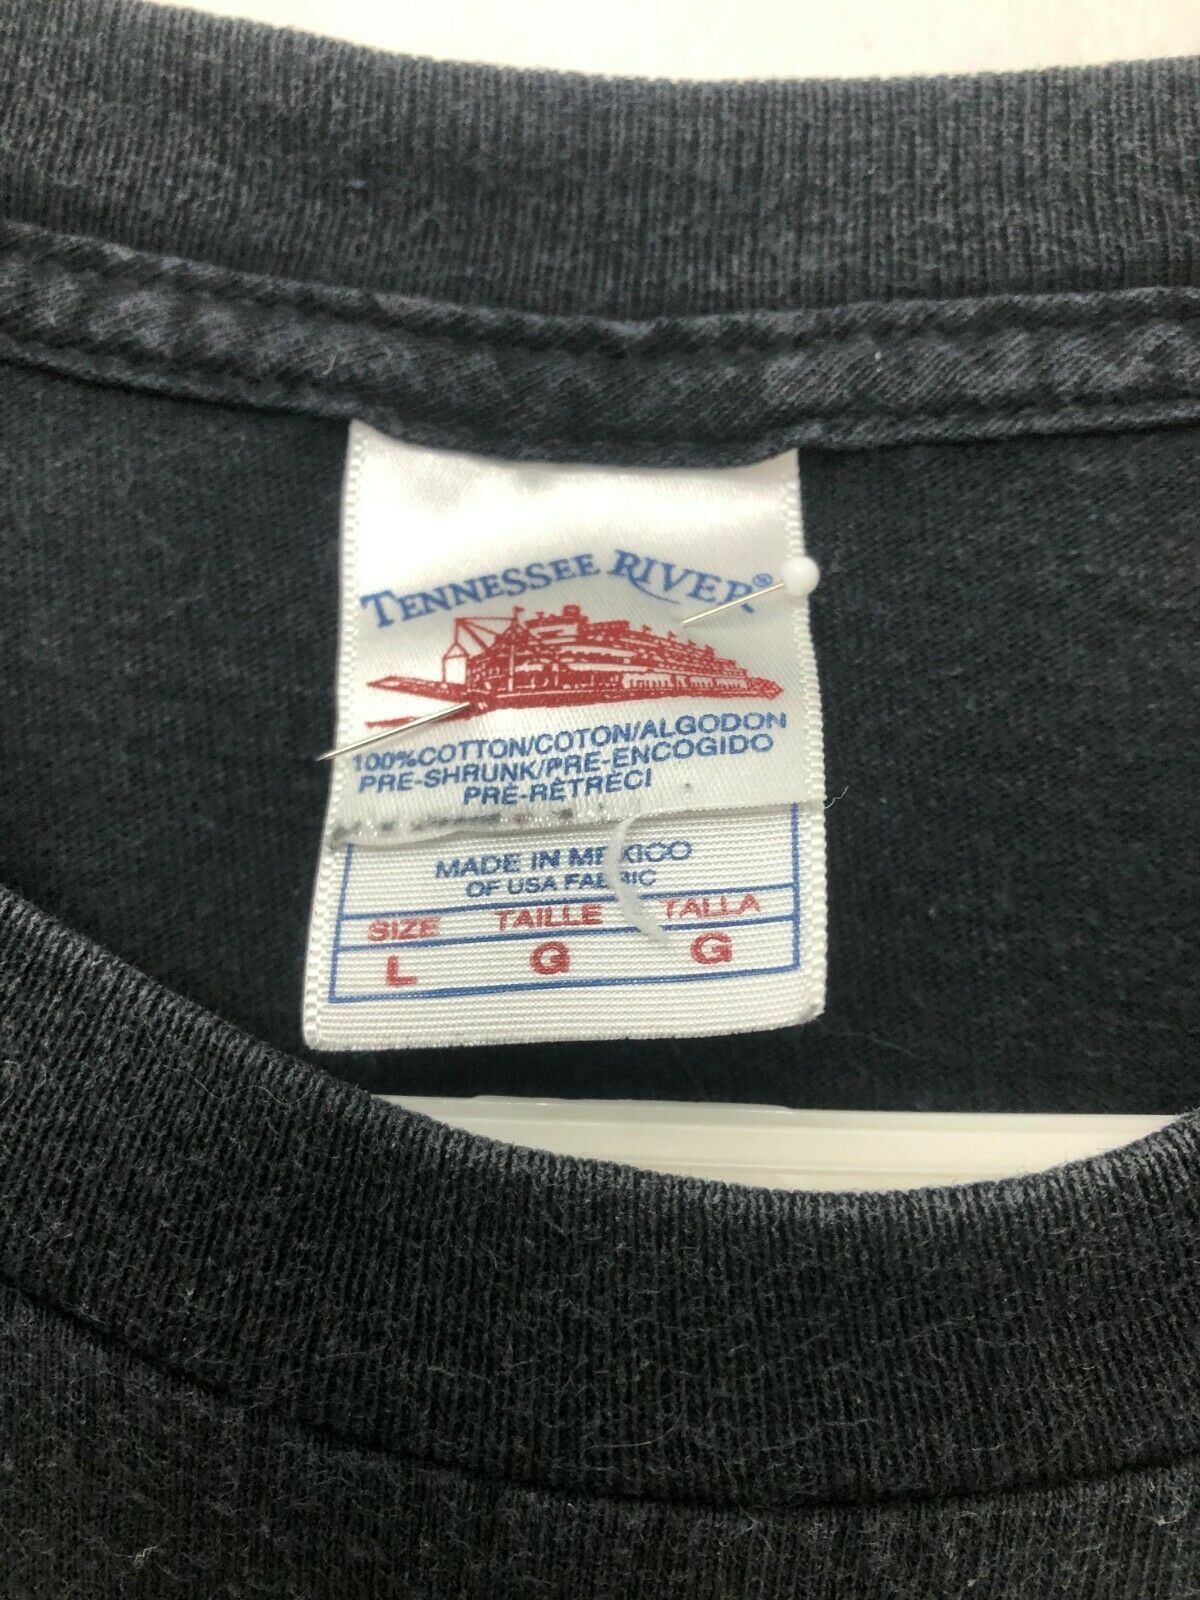 TENNESSEE RIVER®
100%COTTON/COTON/ALGODON
PRE-SHRUNK/PRE-ENCOGIDO
PRE-RÉTRECI
MADE IN MEXICO
OF USA FABRIC
SIZE TAILLE TALLA
L G G